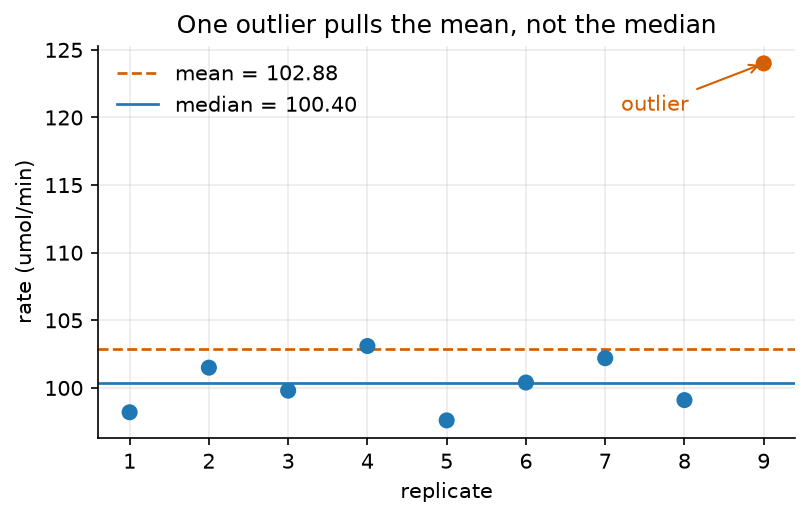 One outlier pulls the mean, not the median
mean = 102.88
median = 100.40
outlier
rate (umol/min)
125
120
115
110
105
100
1 2 3 4 5 6 7 8 9
replicate